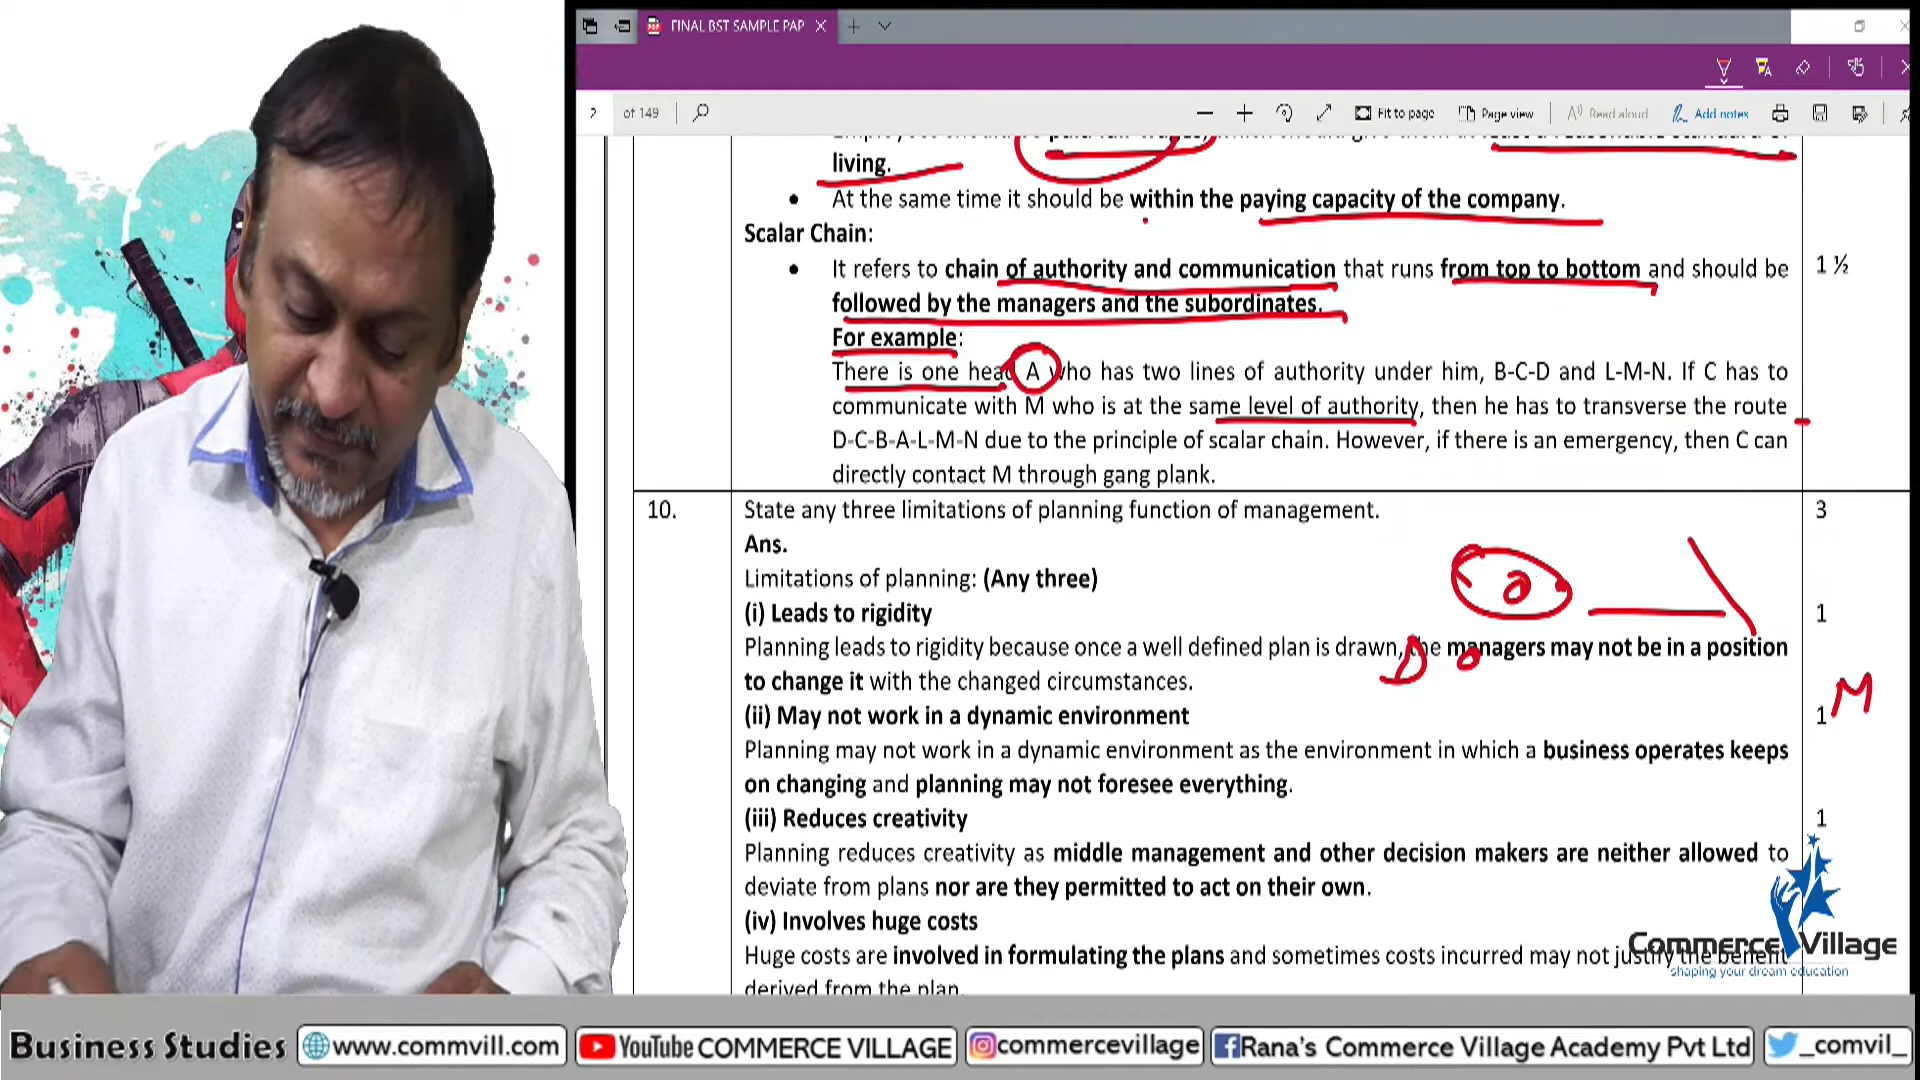 FINAL BST SAMPLE PAP
of 149
Fit to page
Page view
Read aloud
Add notes
living.
At the same time it should be within the paying capacity of the company.
Scalar Chain:
It refers to chain of authority and communication that runs from top to bottom and should be 1 ½
followed by the managers and the subordinates.
For example:
There is one head A who has two lines of authority under him, B-C-D and L-M-N. If C has to
communicate with M who is at the same level of authority, then he has to transverse the route
D-C-B-A-L-M-N due to the principle of scalar chain. However, if there is an emergency, then C can
directly contact M through gang plank.
10. State any three limitations of planning function of management. 3
Ans.
Limitations of planning: (Any three)
(i) Leads to rigidity 1
Planning leads to rigidity because once a well defined plan is drawn, the managers may not be in a position
to change it with the changed circumstances.
M
(ii) May not work in a dynamic environment 1
Planning may not work in a dynamic environment as the environment in which a business operates keeps
on changing and planning may not foresee everything.
(iii) Reduces creativity 1
Planning reduces creativity as middle management and other decision makers are neither allowed to
deviate from plans nor are they permitted to act on their own.
(iv) Involves huge costs
Huge costs are involved in formulating the plans and sometimes costs incurred may not justify the benefit
derived from the plan.
Commerce Village
shaping your dream education
Business Studies
www.commvill.com
YouTube COMMERCE VILLAGE
commercevillage
Rana's Commerce Village Academy Pvt Ltd
_comvil_